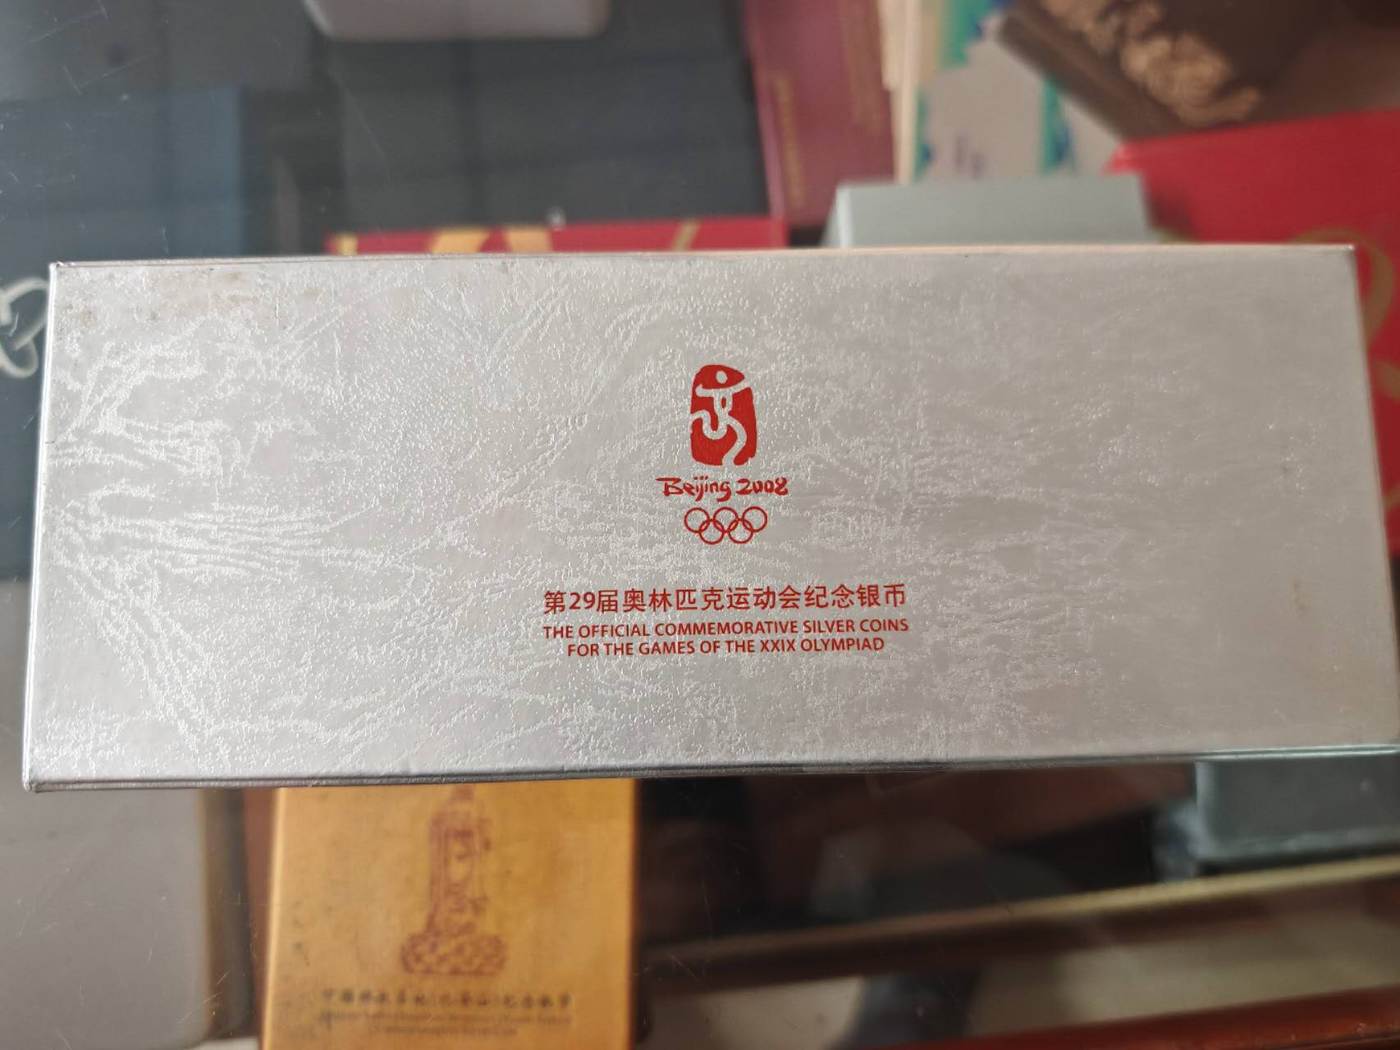 Beijing 2008
第29届奥林匹克运动会纪念银币
THE OFFICIAL COMMEMORATIVE SILVER COINS
FOR THE GAMES OF THE XXIX OLYMPIAD